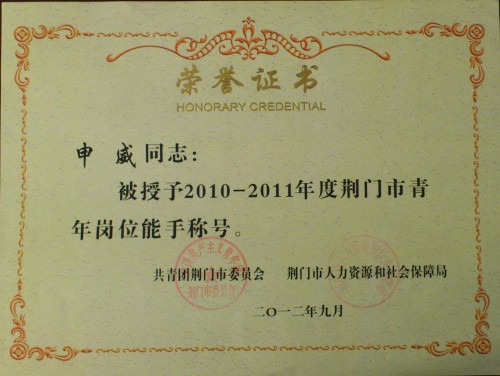 荣誉证书
HONORARY CREDENTIAL
申威同志：
被授予2010-2011年度荆门市青
年岗位能手称号。
共青团荆门市委员会 荆门市人力资源和社会保障局
二〇一二年九月